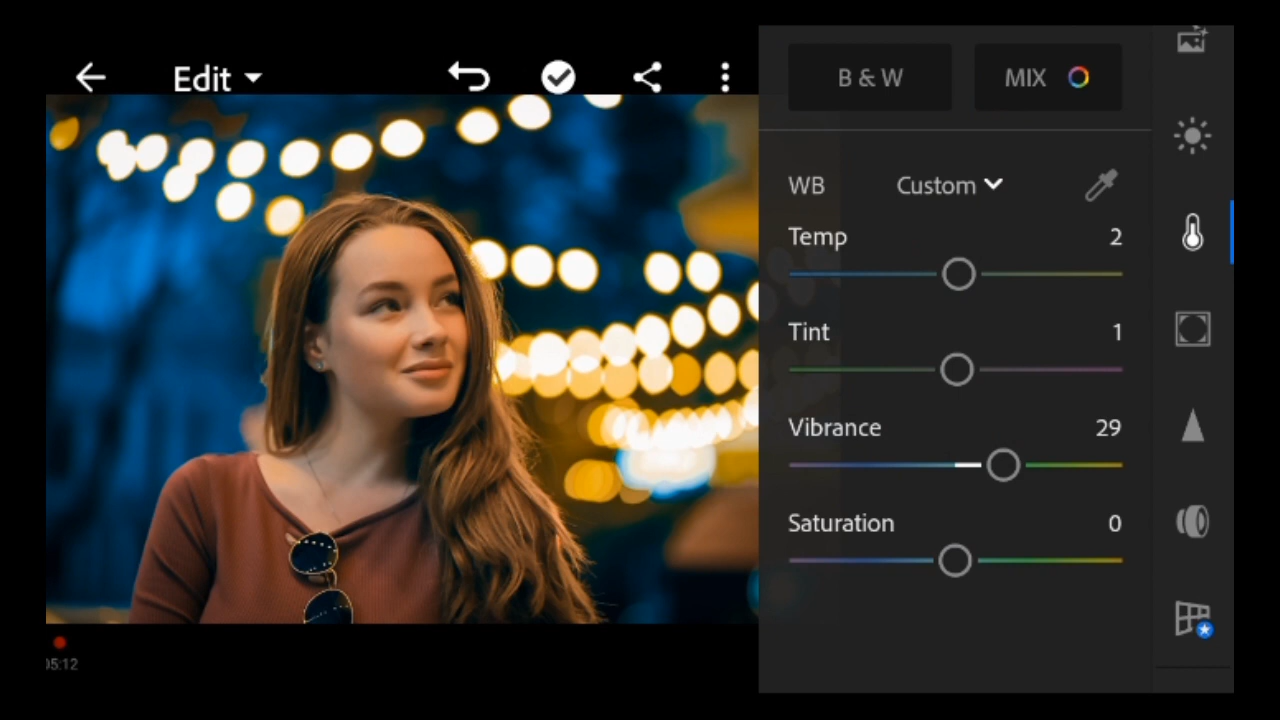 Edit
B & W
MIX
WB Custom
Temp 2
Tint 1
Vibrance 29
Saturation 0
05:12